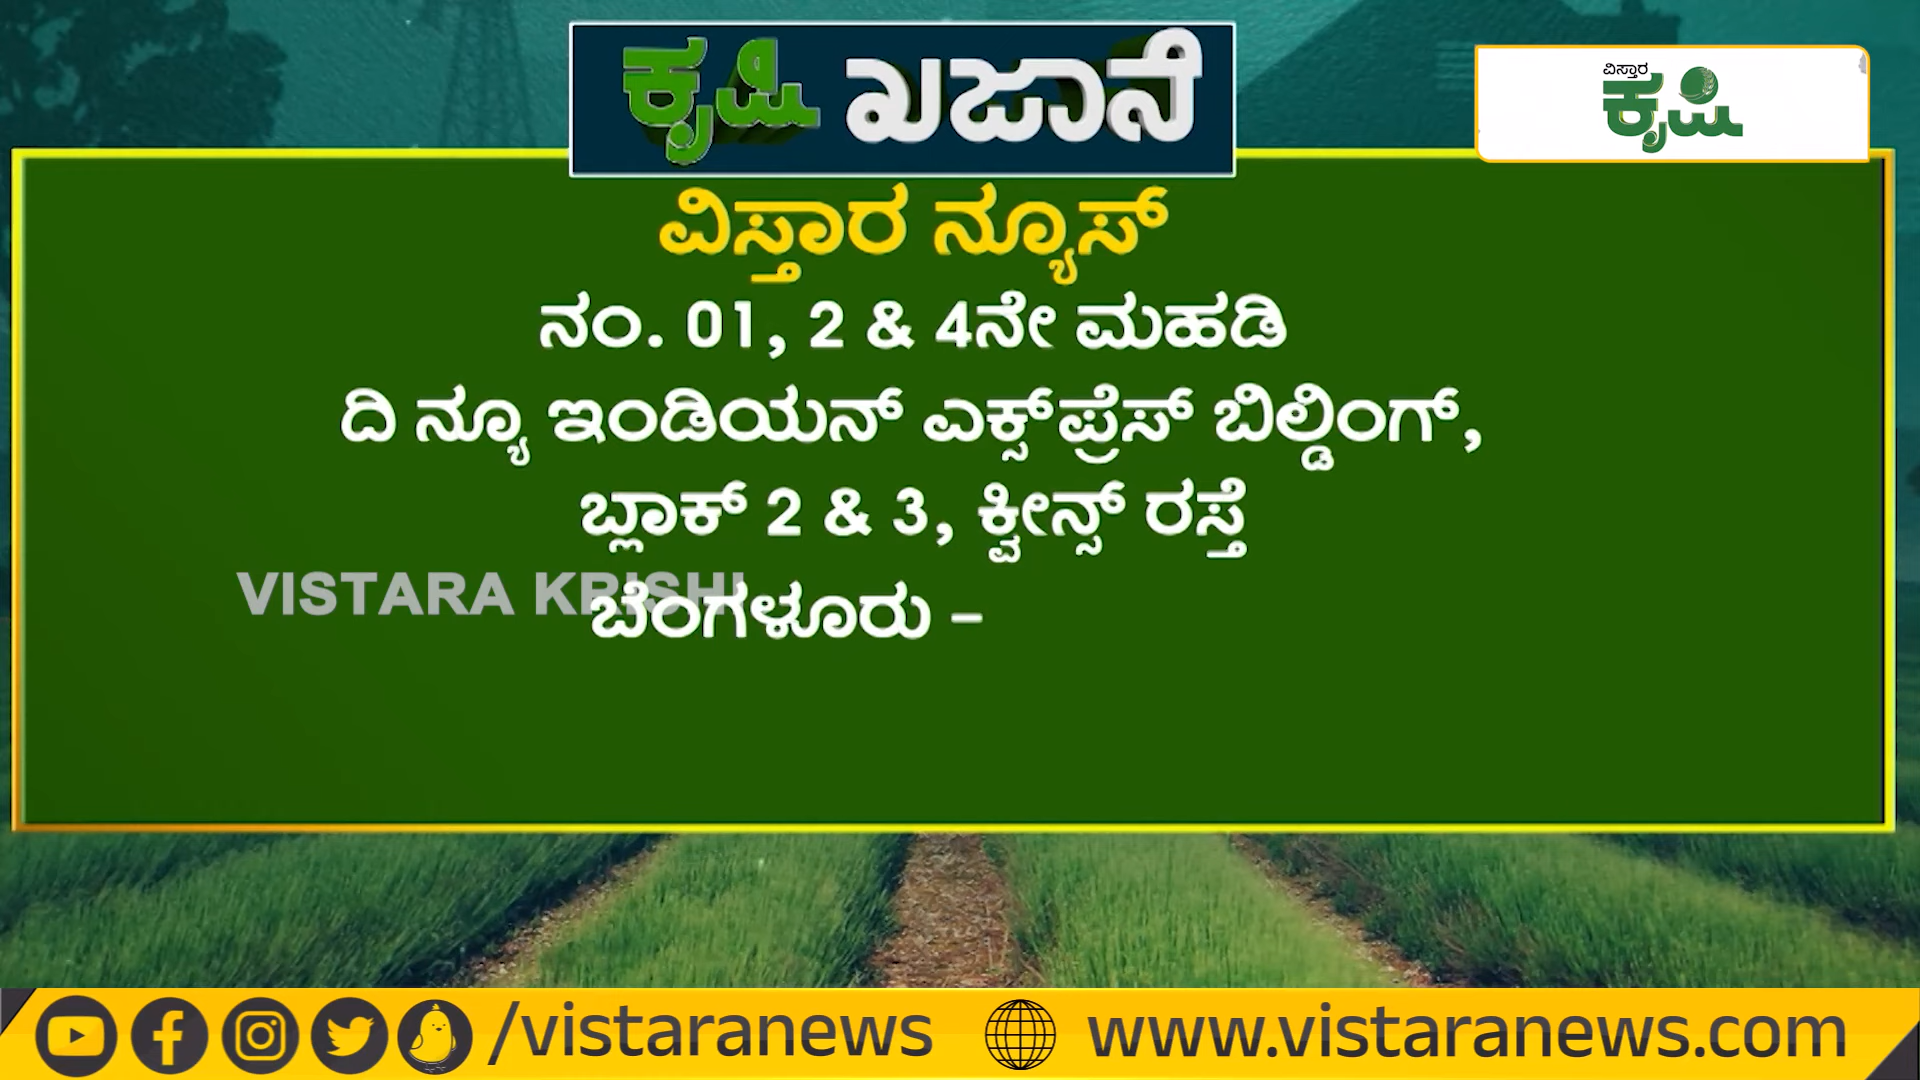 ಕೃಷಿ ಖಜಾನೆ
ವಿಸ್ತಾರ
ಕೃಷಿ
ವಿಸ್ತಾರ ನ್ಯೂಸ್
ನಂ. 01, 2 & 4ನೇ ಮಹಡಿ
ದಿ ನ್ಯೂ ಇಂಡಿಯನ್ ಎಕ್ಸ್‌ಪ್ರೆಸ್ ಬಿಲ್ಡಿಂಗ್,
ಬ್ಲಾಕ್ 2 & 3, ಕ್ವೀನ್ಸ್ ರಸ್ತೆ
VISTARA KRISHI
ಬೆಂಗಳೂರು –
/vistaranews
www.vistaranews.com